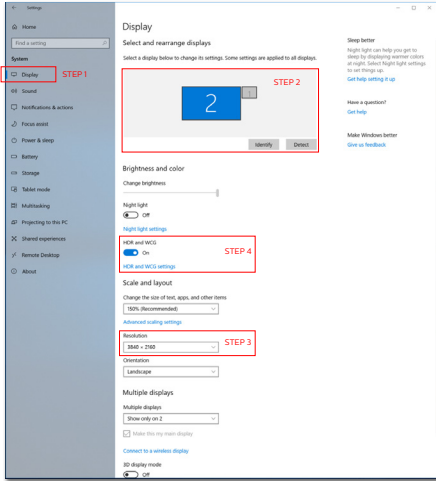 Settings
Home
Find a setting
System
Display
STEP 1
Sound
Notifications & actions
Focus assist
Power & sleep
Battery
Storage
Tablet mode
Multitasking
Projecting to this PC
Shared experiences
Remote Desktop
About
Display
Select and rearrange displays
Select a display below to change its settings. Some settings are applied to all displays.
STEP 2
2
1
Identify
Detect
Brightness and color
Change brightness
Night light
Off
Night light settings
HDR and WCG
On
STEP 4
HDR and WCG settings
Scale and layout
Change the size of text, apps, and other items
150% (Recommended)
Advanced scaling settings
Resolution
3840 × 2160
STEP 3
Orientation
Landscape
Multiple displays
Multiple displays
Show only on 2
Make this my main display
Connect to a wireless display
3D display mode
Off
Sleep better
Night light can help you get to
sleep by displaying warmer colors
at night. Select Night light settings
to set things up.
Get help setting it up
Have a question?
Get help
Make Windows better
Give us feedback